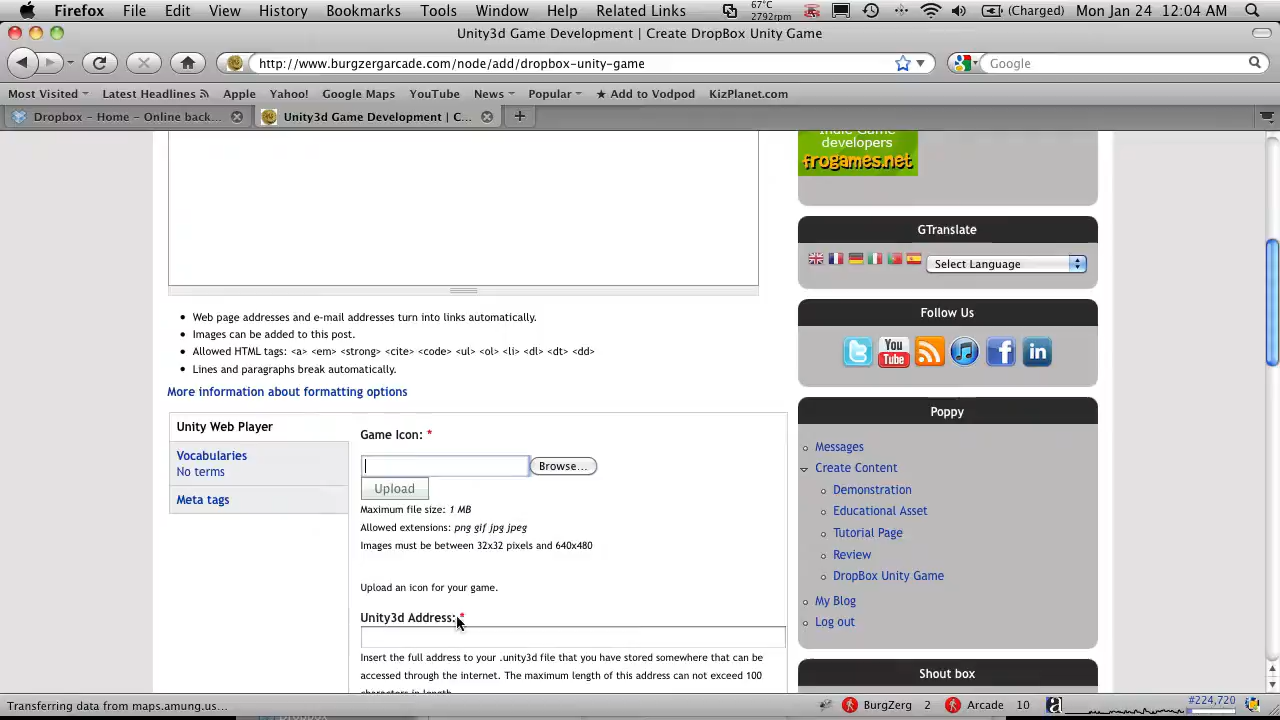 Firefox File Edit View History Bookmarks Tools Window Help Related Links 67°C 2792rpm (Charged) Mon Jan 24 12:04 AM
Unity3d Game Development | Create DropBox Unity Game
http://www.burgzergarcade.com/node/add/dropbox-unity-game Google
Most Visited Latest Headlines Apple Yahoo! Google Maps YouTube News Popular ★ Add to Vodpod KizPlanet.com
Dropbox – Home – Online back... Unity3d Game Development | C...
Indie Game
developers
frogames.net
GTranslate
Select Language
Web page addresses and e-mail addresses turn into links automatically.
Images can be added to this post.
Allowed HTML tags: <a> <em> <strong> <cite> <code> <ul> <ol> <li> <dl> <dt> <dd>
Lines and paragraphs break automatically.
More information about formatting options
Follow Us
You Tube
Unity Web Player
Vocabularies
No terms
Meta tags
Game Icon: *
Browse...
Upload
Maximum file size: 1 MB
Allowed extensions: png gif jpg jpeg
Images must be between 32x32 pixels and 640x480
Upload an icon for your game.
Unity3d Address: *
Insert the full address to your .unity3d file that you have stored somewhere that can be
accessed through the internet. The maximum length of this address can not exceed 100
characters in length.
Poppy
Messages
Create Content
Demonstration
Educational Asset
Tutorial Page
Review
DropBox Unity Game
My Blog
Log out
Shout box
Transferring data from maps.amung.us... BurgZerg 2 Arcade 10 #224,720